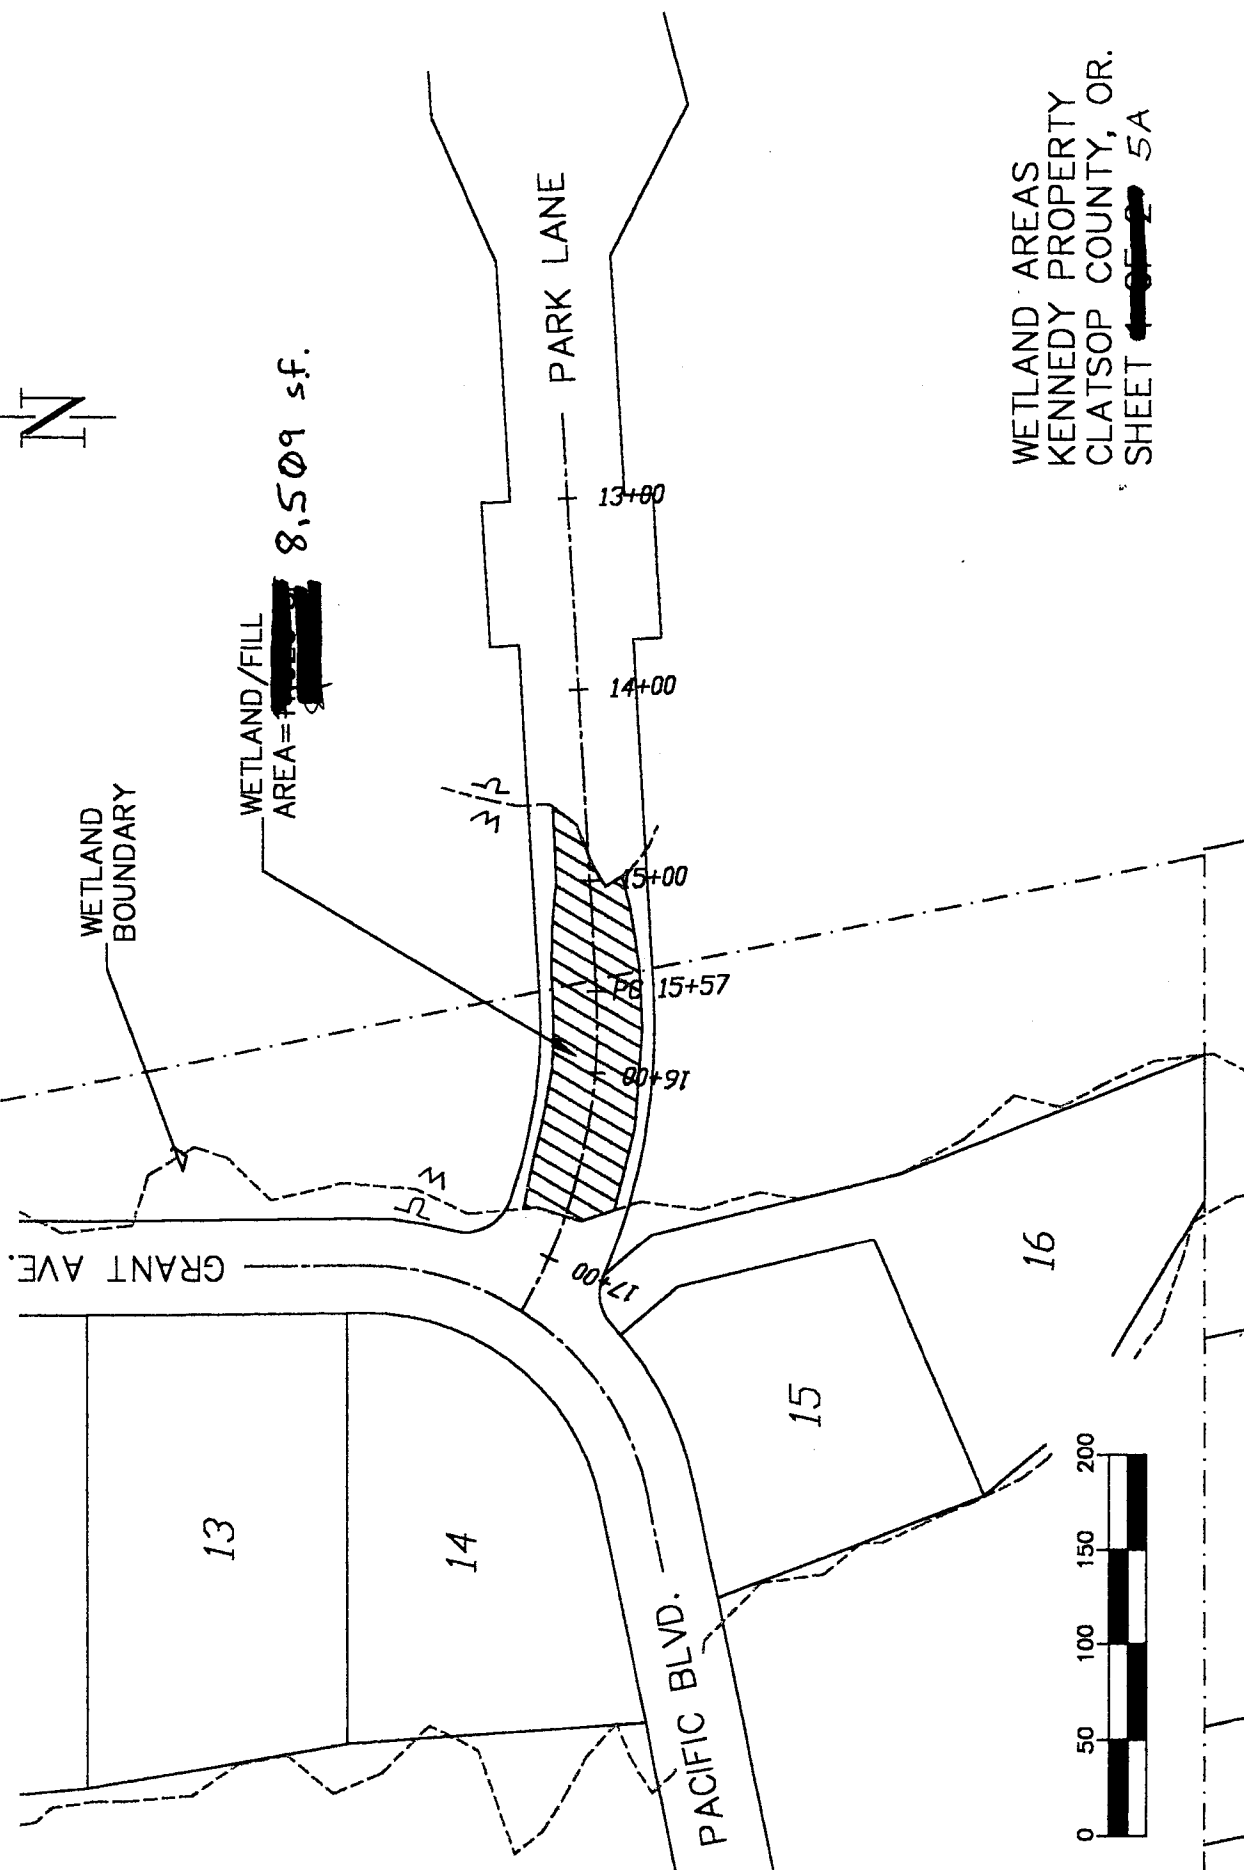 N
WETLAND
BOUNDARY
WETLAND/FILL
AREA= 8,509 s.f.
GRANT AVE.
PARK LANE
PACIFIC BLVD.
13+00
14+00
15+00
PC 15+57
16+00
17+00
13
14
15
16
0 50 100 150 200
WETLAND AREAS
KENNEDY PROPERTY
CLATSOP COUNTY, OR.
SHEET 5A